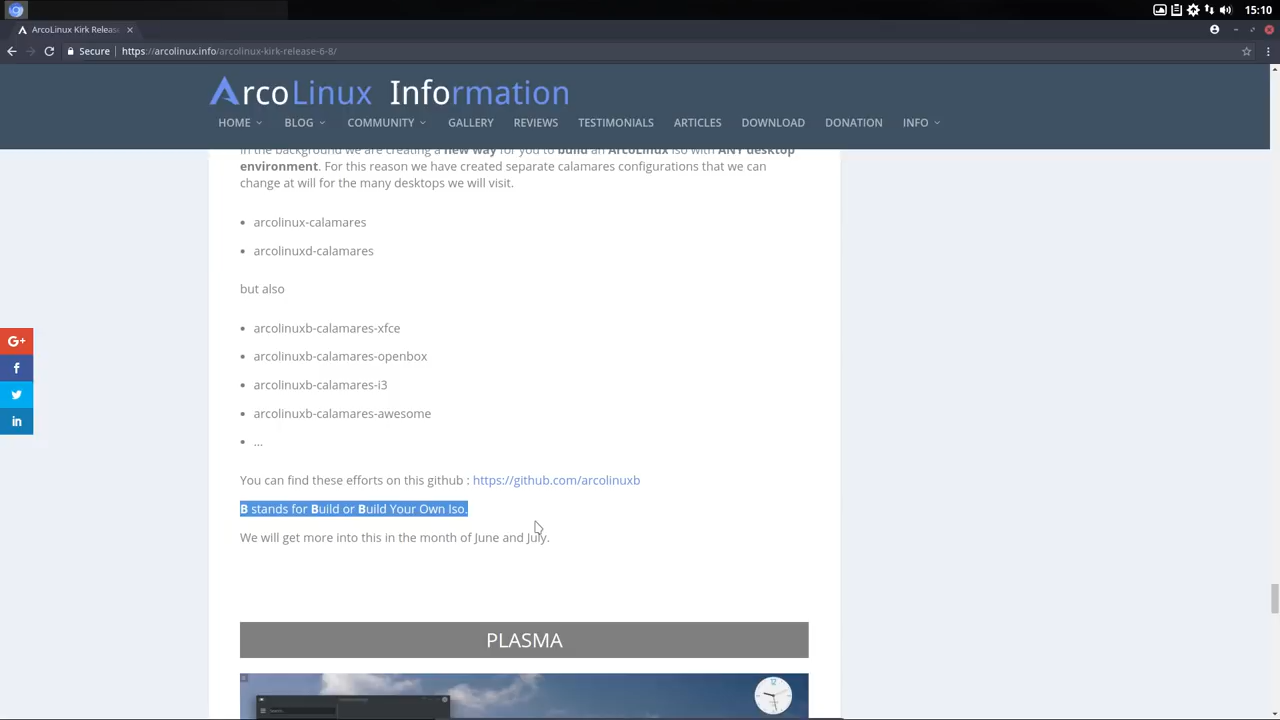 15:10
ArcoLinux Kirk Releas
Secure
https://arcolinux.info/arcolinux-kirk-release-6-8/
ArcoLinux Information
HOME BLOG COMMUNITY GALLERY REVIEWS TESTIMONIALS ARTICLES DOWNLOAD DONATION INFO
In the background we are creating a new way for you to build an ArcoLinux iso with ANY desktop
environment. For this reason we have created separate calamares configurations that we can
change at will for the many desktops we will visit.
• arcolinux-calamares
• arcolinuxd-calamares
but also
• arcolinuxb-calamares-xfce
• arcolinuxb-calamares-openbox
• arcolinuxb-calamares-i3
• arcolinuxb-calamares-awesome
• ...
G+
f
in
You can find these efforts on this github : https://github.com/arcolinuxb
B stands for Build or Build Your Own Iso.
We will get more into this in the month of June and July.
PLASMA
12